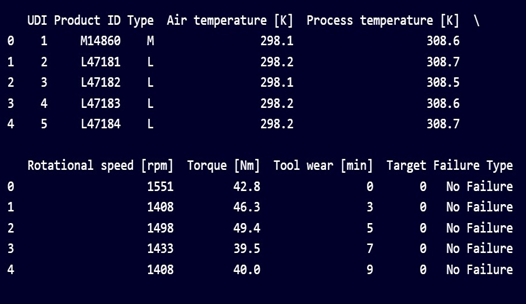 UDI Product ID Type Air temperature [K] Process temperature [K] \
0 1 M14860 M 298.1 308.6
1 2 L47181 L 298.2 308.7
2 3 L47182 L 298.1 308.5
3 4 L47183 L 298.2 308.6
4 5 L47184 L 298.2 308.7
Rotational speed [rpm] Torque [Nm] Tool wear [min] Target Failure Type
0 1551 42.8 0 0 No Failure
1 1408 46.3 3 0 No Failure
2 1498 49.4 5 0 No Failure
3 1433 39.5 7 0 No Failure
4 1408 40.0 9 0 No Failure